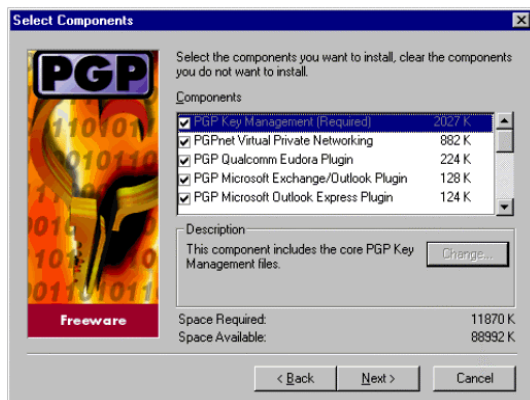 Select Components
PGP
Select the components you want to install, clear the components
you do not want to install.
Components
PGP Key Management (Required) 2027 K
PGPnet Virtual Private Networking 882 K
PGP Qualcomm Eudora Plugin 224 K
PGP Microsoft Exchange/Outlook Plugin 128 K
PGP Microsoft Outlook Express Plugin 124 K
Description
This component includes the core PGP Key
Management files.
Change...
Freeware
Space Required: 11870 K
Space Available: 88992 K
< Back
Next >
Cancel